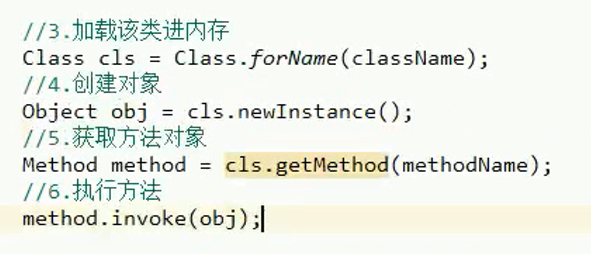 //3.加载该类进内存
Class cls = Class.forName(className);
//4.创建对象
Object obj = cls.newInstance();
//5.获取方法对象
Method method = cls.getMethod(methodName);
//6.执行方法
method.invoke(obj);